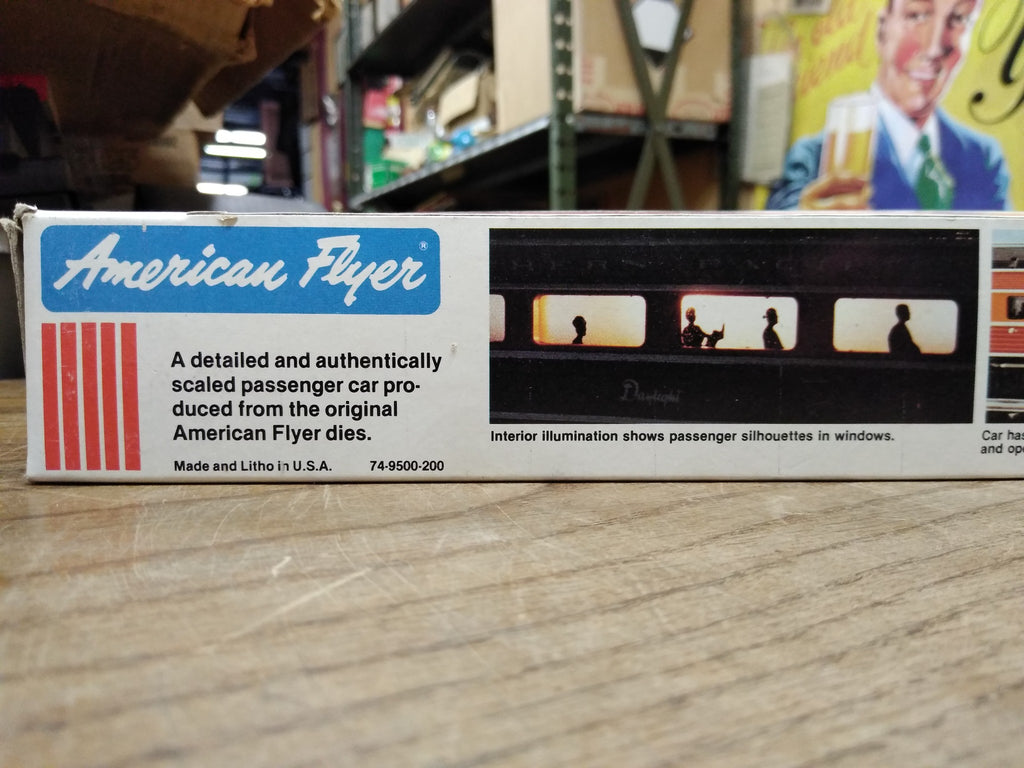 American Flyer®
A detailed and authentically
scaled passenger car pro-
duced from the original
American Flyer dies.
Made and Litho in U.S.A. 74-9500-200
Daylight
Interior illumination shows passenger silhouettes in windows.
Car has
and